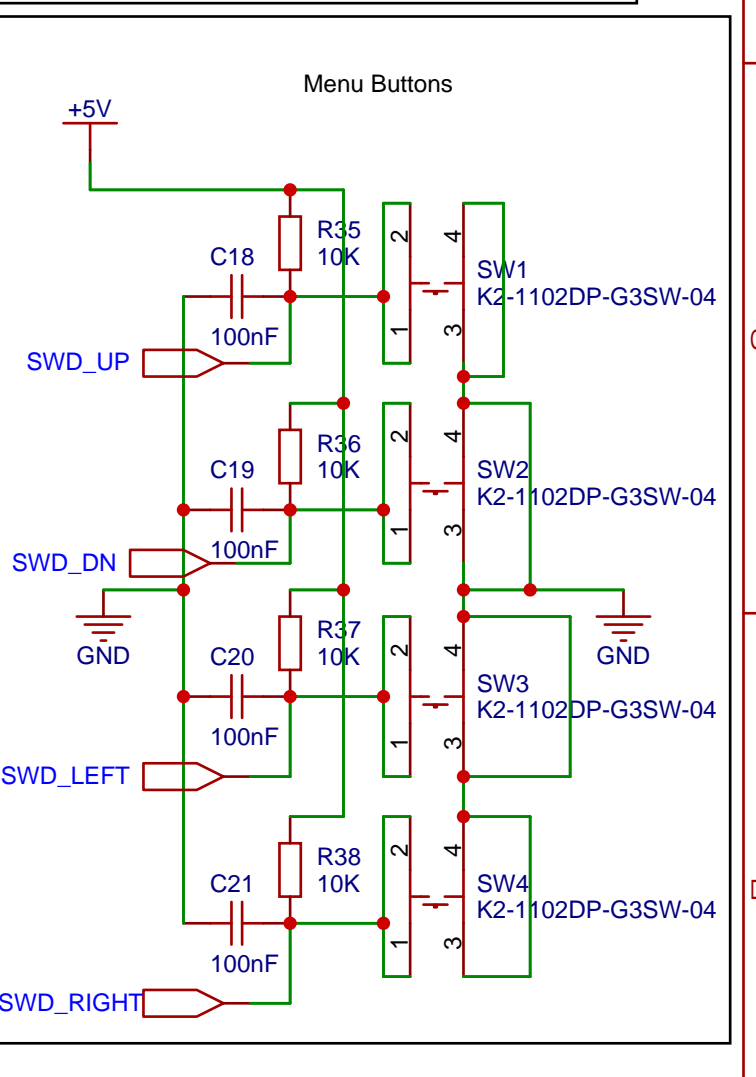 Menu Buttons
+5V
R35
10K
C18
100nF
2
1
4
3
SW1
K2-1102DP-G3SW-04
SWD_UP
R36
10K
C19
100nF
2
1
4
3
SW2
K2-1102DP-G3SW-04
SWD_DN
GND
GND
R37
10K
C20
100nF
2
1
4
3
SW3
K2-1102DP-G3SW-04
SWD_LEFT
R38
10K
C21
100nF
2
1
4
3
SW4
K2-1102DP-G3SW-04
SWD_RIGHT